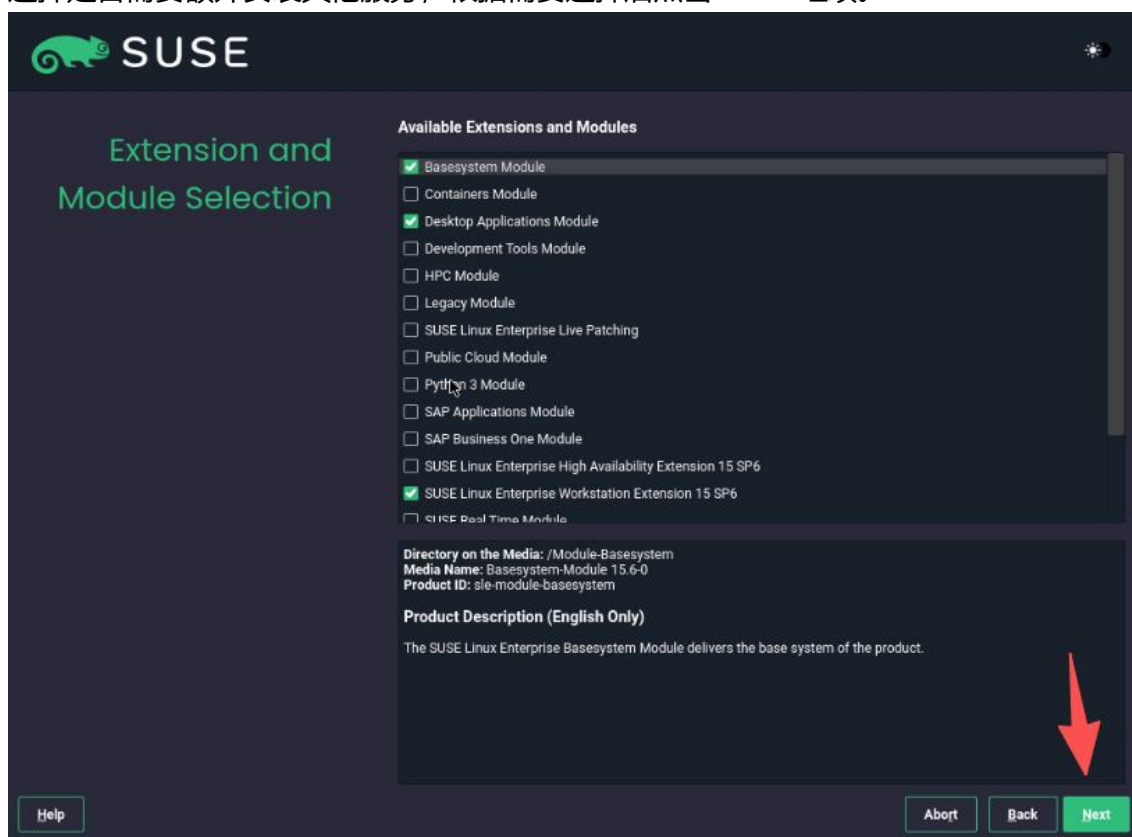 SUSE
Extension and
Module Selection
Available Extensions and Modules
Basesystem Module
Containers Module
Desktop Applications Module
Development Tools Module
HPC Module
Legacy Module
SUSE Linux Enterprise Live Patching
Public Cloud Module
Python 3 Module
SAP Applications Module
SAP Business One Module
SUSE Linux Enterprise High Availability Extension 15 SP6
SUSE Linux Enterprise Workstation Extension 15 SP6
SUSE Real Time Module
Directory on the Media: /Module-Basesystem
Media Name: Basesystem-Module 15.6-0
Product ID: sle-module-basesystem
Product Description (English Only)
The SUSE Linux Enterprise Basesystem Module delivers the base system of the product.
Help
Abort
Back
Next